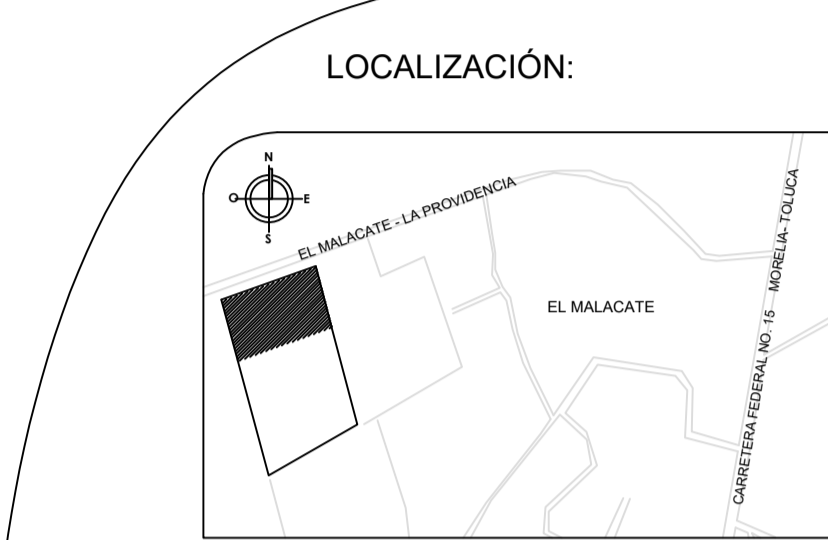 LOCALIZACIÓN:
N
O
E
S
EL MALACATE - LA PROVIDENCIA
EL MALACATE
CARRETERA FEDERAL NO. 15 MORELIA- TOLUCA